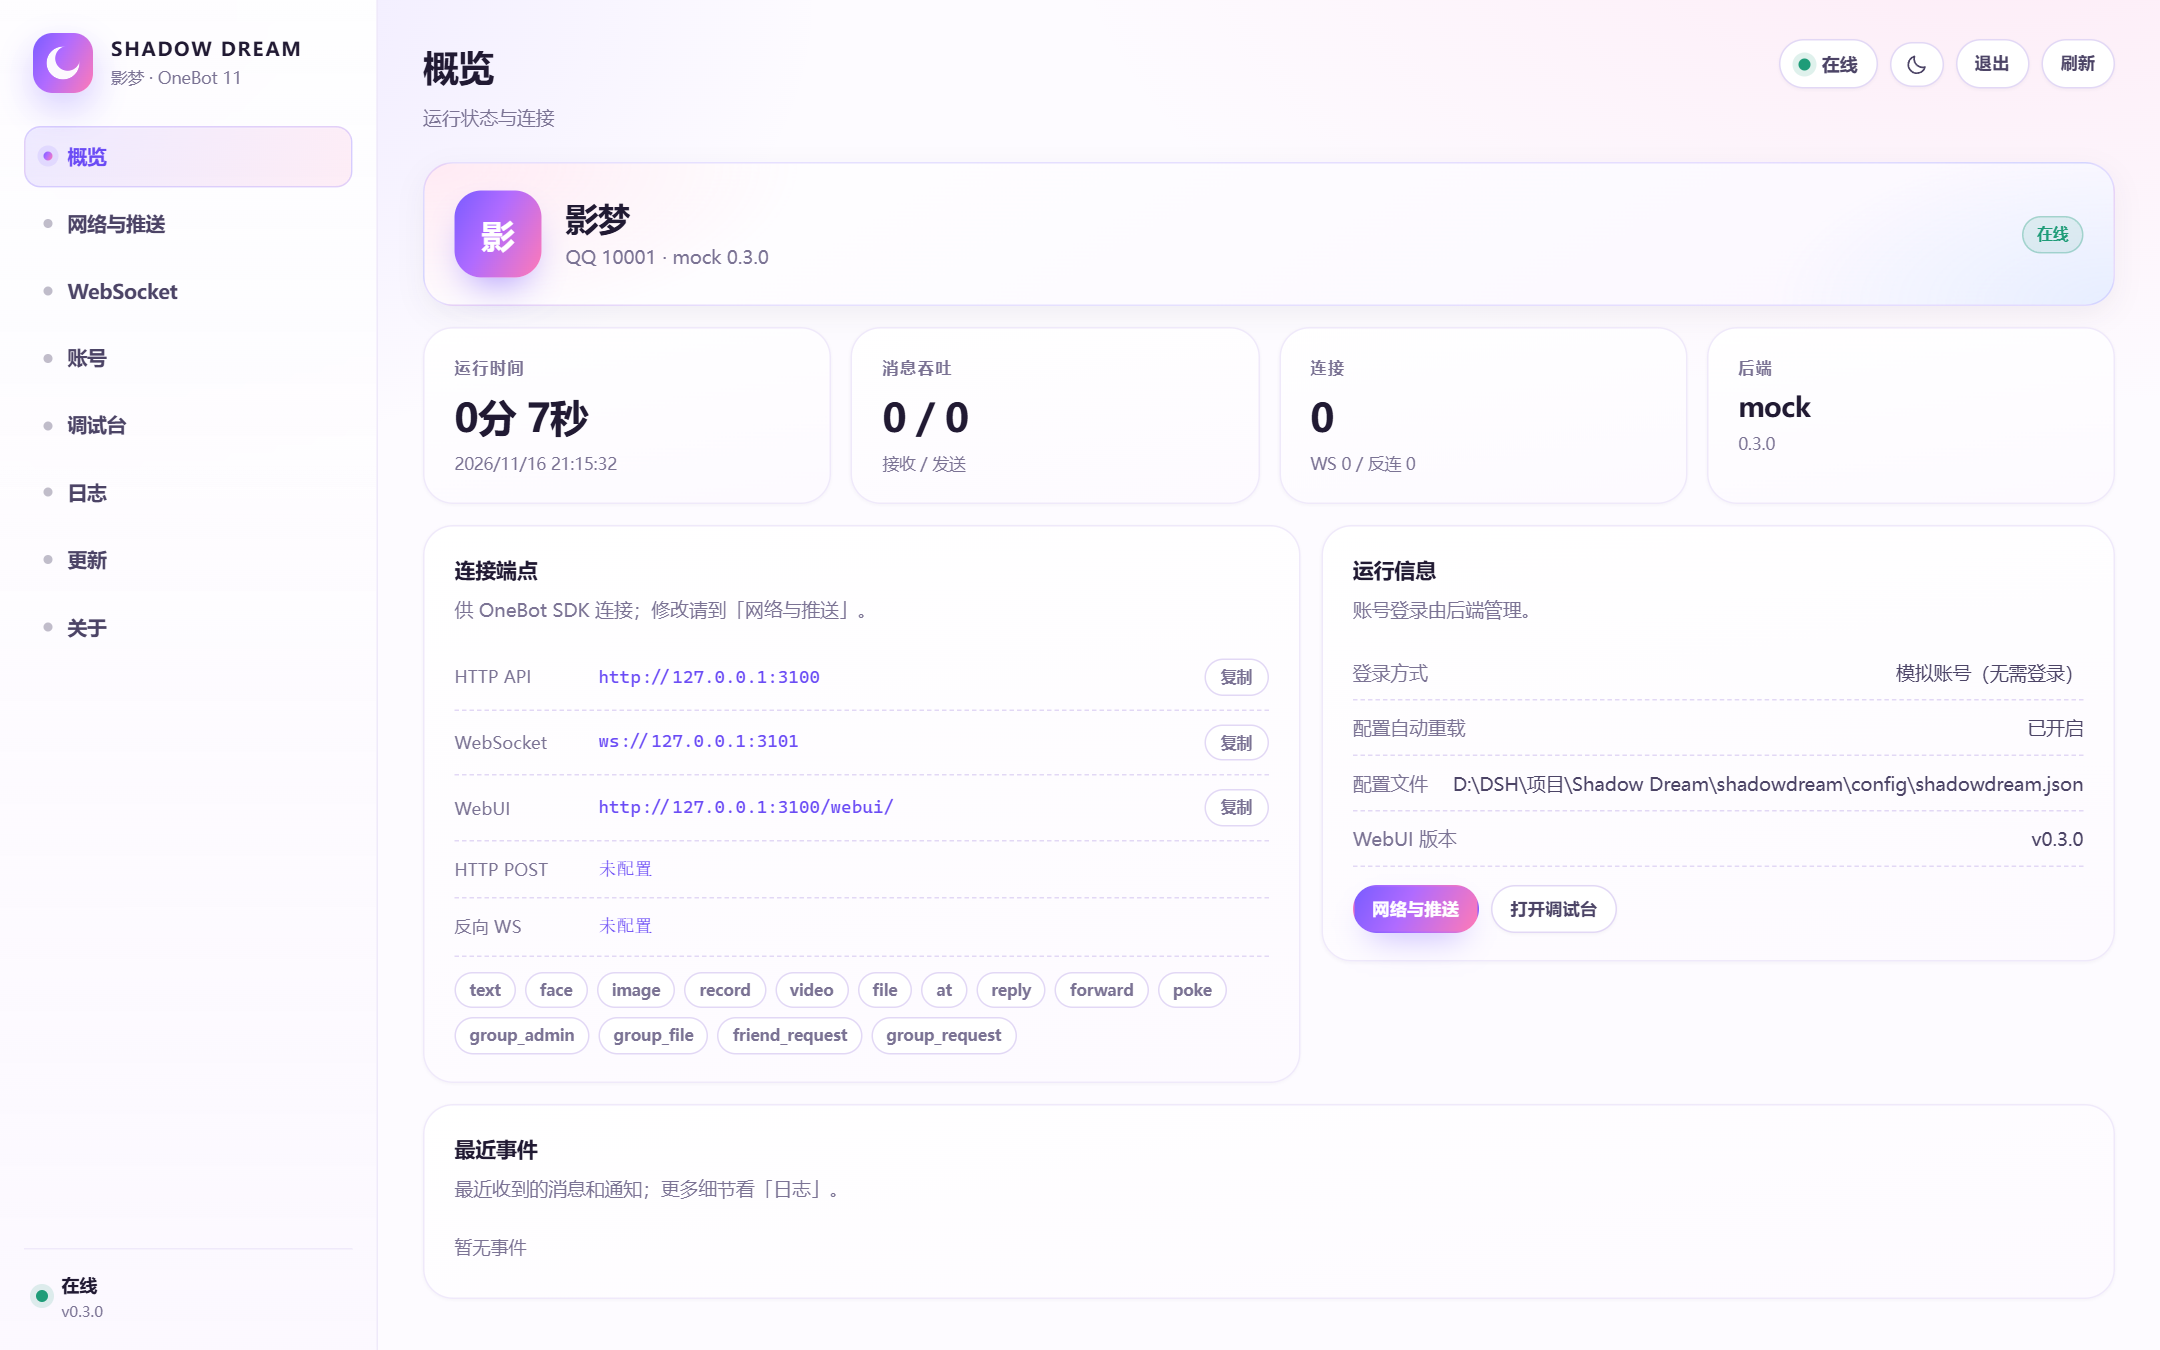 SHADOW DREAM
影梦 · OneBot 11
概览
网络与推送
WebSocket
账号
调试台
日志
更新
关于
在线
v0.3.0
概览
运行状态与连接
在线
退出
刷新
影
影梦
QQ 10001 · mock 0.3.0
在线
运行时间
0分 7秒
2026/11/16 21:15:32
消息吞吐
0 / 0
接收 / 发送
连接
0
WS 0 / 反连 0
后端
mock
0.3.0
连接端点
供 OneBot SDK 连接；修改请到「网络与推送」。
HTTP API http://127.0.0.1:3100 复制
WebSocket ws://127.0.0.1:3101 复制
WebUI http://127.0.0.1:3100/webui/ 复制
HTTP POST 未配置
反向 WS 未配置
text face image record video file at reply forward poke
group_admin group_file friend_request group_request
运行信息
账号登录由后端管理。
登录方式 模拟账号（无需登录）
配置自动重载 已开启
配置文件 D:\DSH\项目\Shadow Dream\shadowdream\config\shadowdream.json
WebUI 版本 v0.3.0
网络与推送 打开调试台
最近事件
最近收到的消息和通知；更多细节看「日志」。
暂无事件